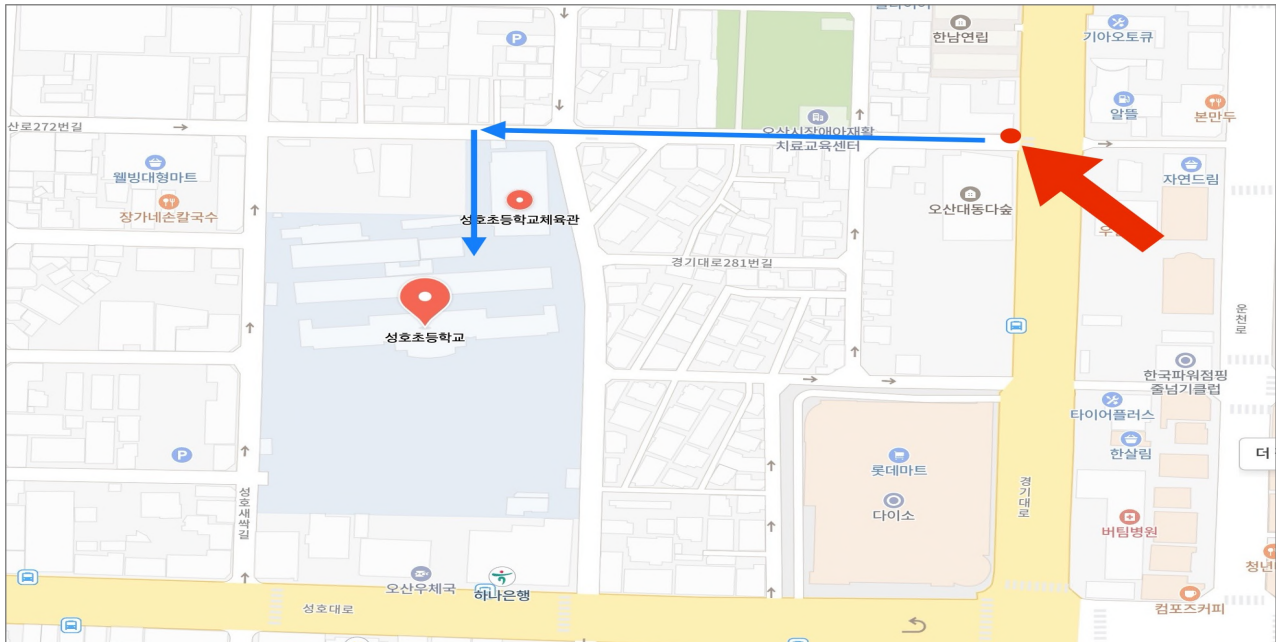 한남연립
기아오토큐
P
알뜰
본만두
오산시장애아재활
치료교육센터
산로272번길
웰빙대형마트
장가네손칼국수
자연드림
오산대동다숲
성호초등학교체육관
경기대로281번길
성호초등학교
운천로
한국파워점핑
줄넘기클럽
타이어플러스
한살림
더
P
롯데마트
다이소
경기대로
성호새싹길
버팀병원
청년
오산우체국
하나은행
성호대로
컴포즈커피